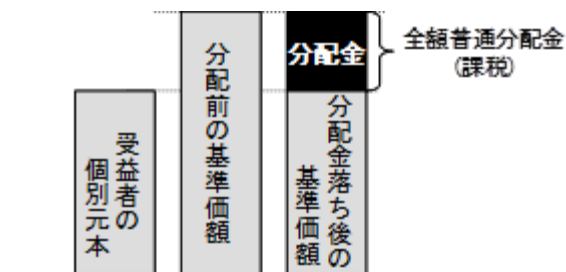 受益者の
個別元本
分配前の基準価額
分配金
分配金落ち後の
基準価額
全額普通分配金
(課税)